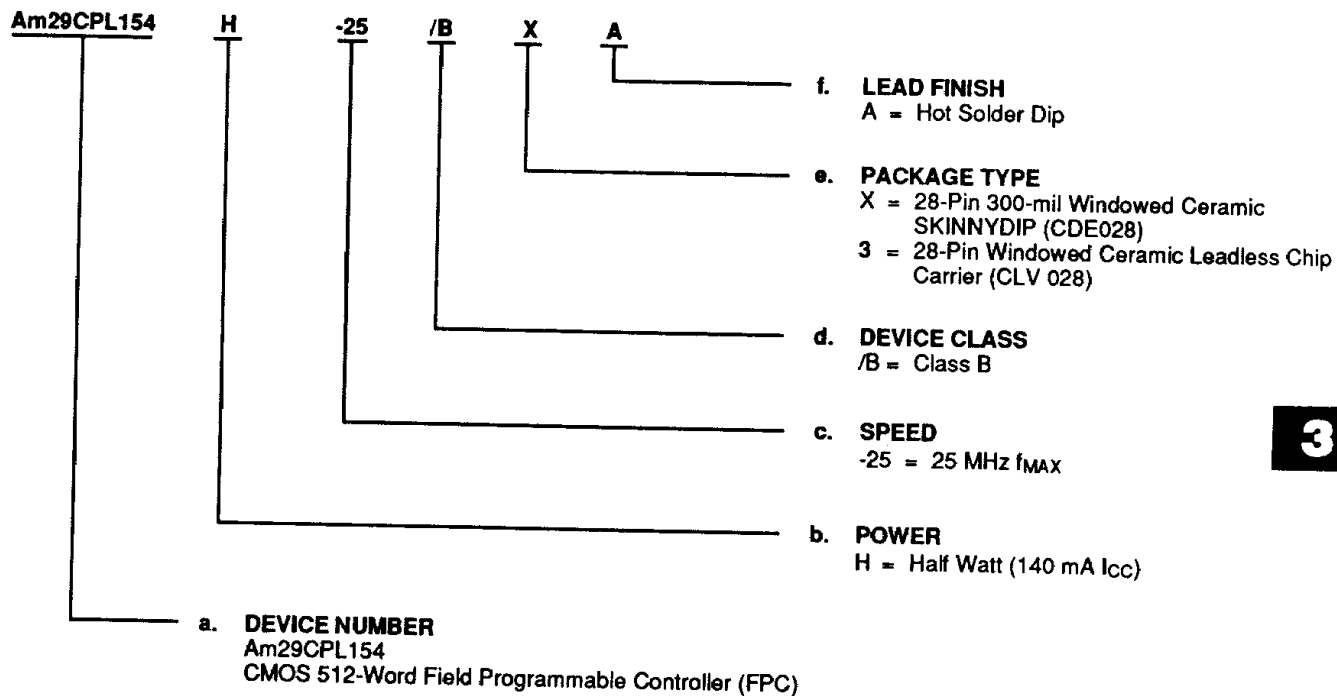 Am29CPL154 H -25 /B X A
f. LEAD FINISH
A = Hot Solder Dip
e. PACKAGE TYPE
X = 28-Pin 300-mil Windowed Ceramic
SKINNYDIP (CDE028)
3 = 28-Pin Windowed Ceramic Leadless Chip
Carrier (CLV 028)
d. DEVICE CLASS
/B = Class B
c. SPEED
-25 = 25 MHz fMAX
3
b. POWER
H = Half Watt (140 mA ICC)
a. DEVICE NUMBER
Am29CPL154
CMOS 512-Word Field Programmable Controller (FPC)